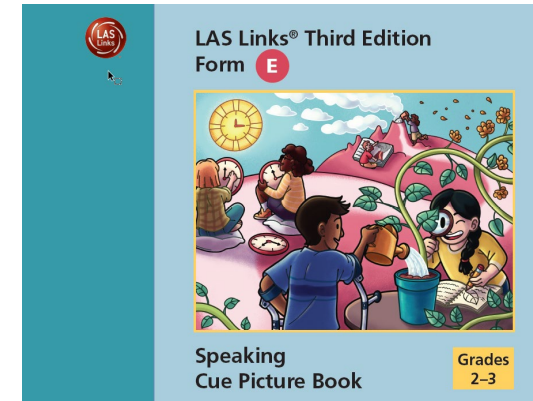 LAS
Links
LAS Links® Third Edition
Form E
Speaking
Cue Picture Book
Grades
2–3